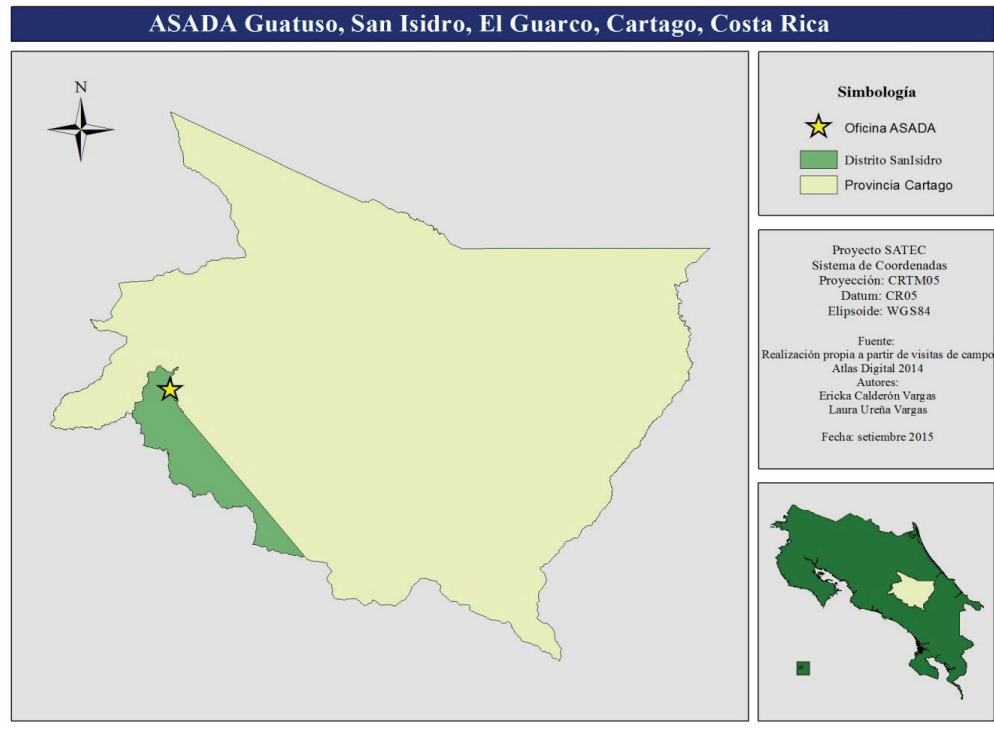 ASADA Guatuso, San Isidro, El Guarco, Cartago, Costa Rica
N
Simbología
Oficina ASADA
Distrito SanIsidro
Provincia Cartago
Proyecto SATEC
Sistema de Coordenadas
Proyección: CRTM05
Datum: CR05
Elipsoide: WGS84
Fuente:
Realización propia a partir de visitas de campo
Atlas Digital 2014
Autores:
Ericka Calderón Vargas
Laura Ureña Vargas
Fecha: setiembre 2015